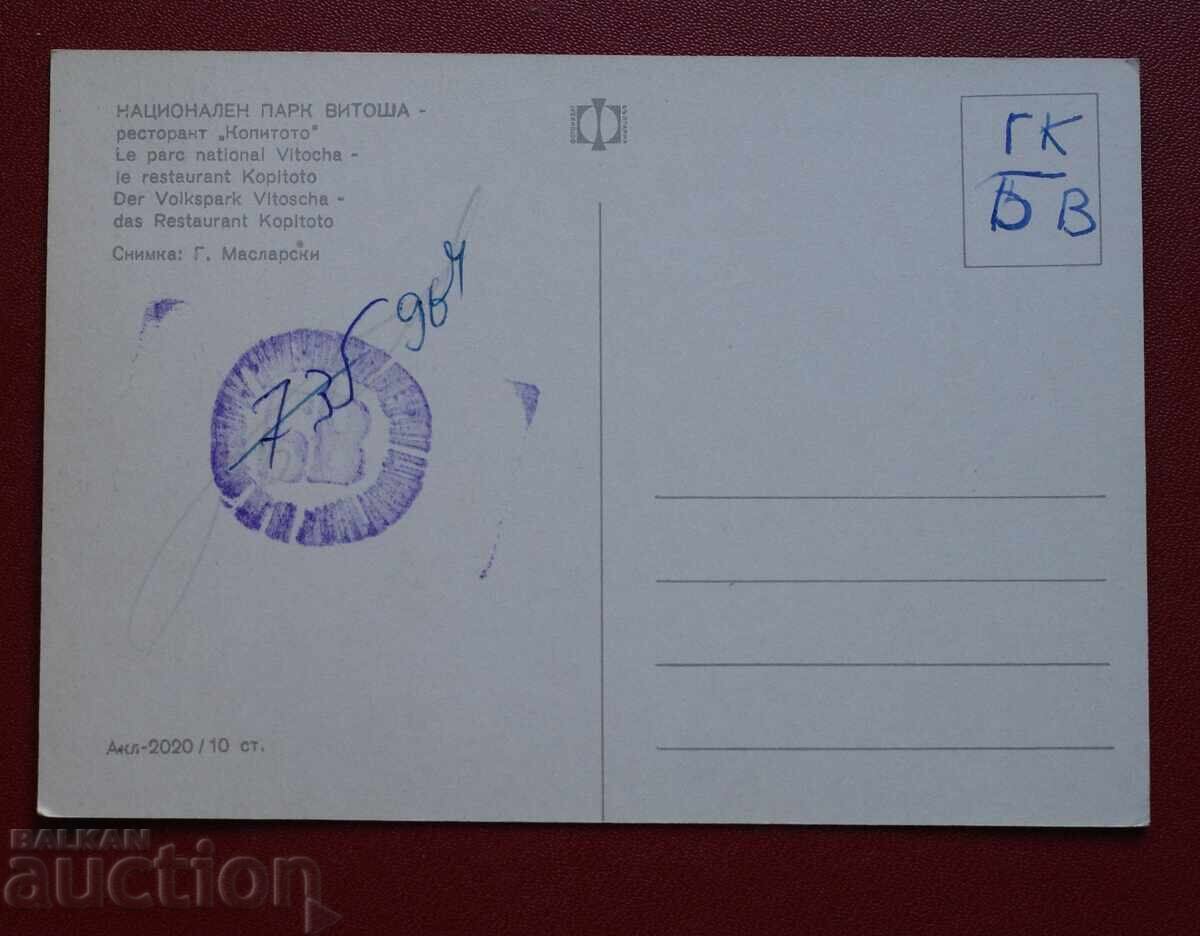 НАЦИОНАЛЕН ПАРК ВИТОША -
ресторант „Копитото"
Le parc national Vitocha -
le restaurant Kopitoto
Der Volkspark Vitoscha -
das Restaurant Kopitoto
Снимка: Г. Масларски
ГК
Б В
735
Акл-2020 / 10 ст.
BALKAN
auction